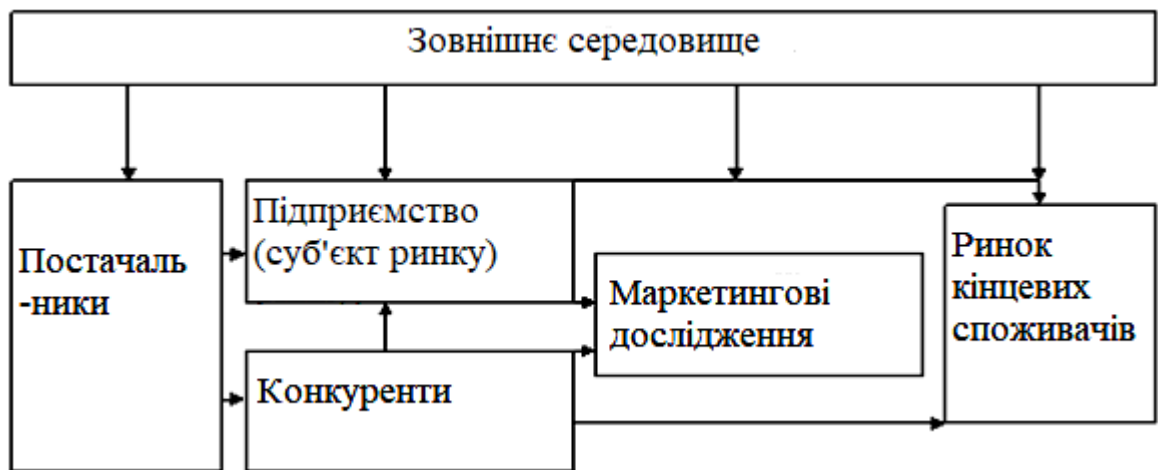 Зовнішнє середовище
Підприємство
(суб'єкт ринку)
Постачаль
-ники
Маркетингові
дослідження
Ринок
кінцевих
споживачів
Конкуренти